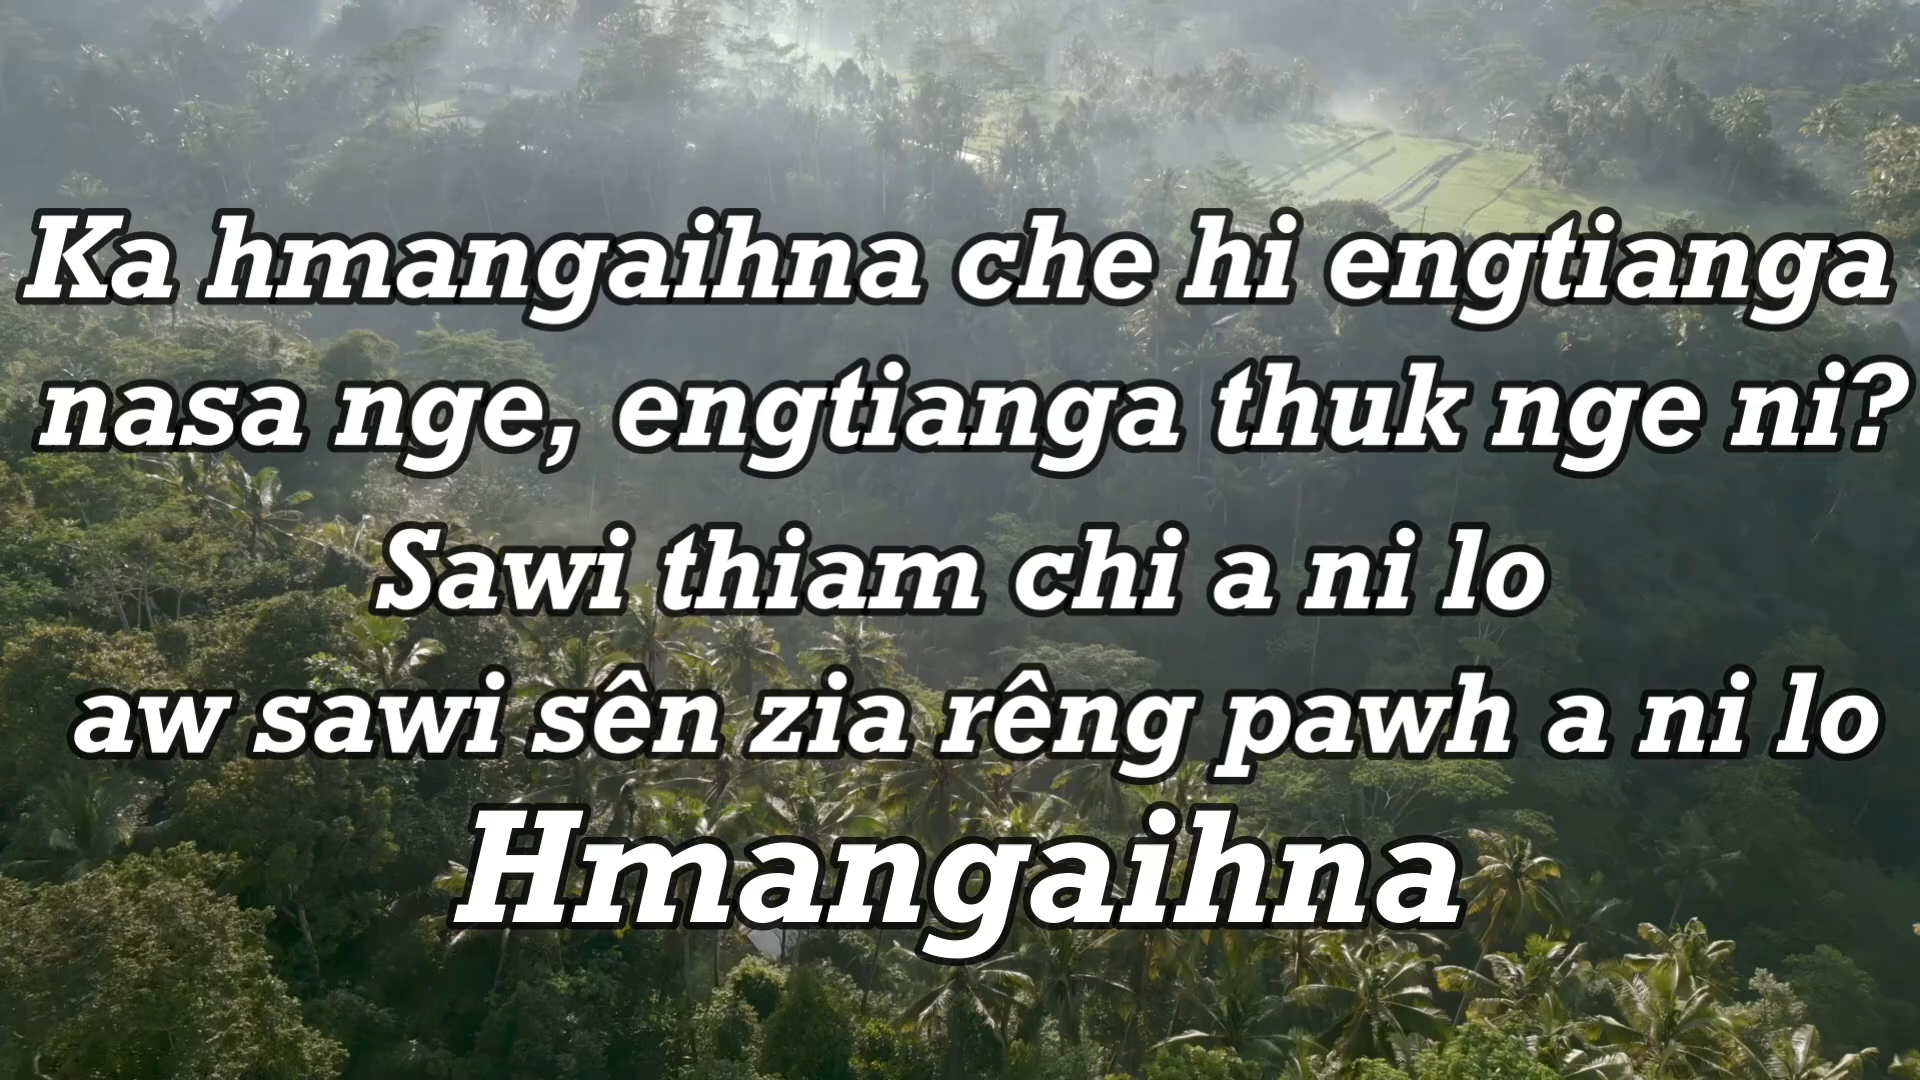 Ka hmangaihna che hi engtianga
nasa nge, engtianga thuk nge ni?
Sawi thiam chi a ni lo
aw sawi sên zia rêng pawh a ni lo
Hmangaihna